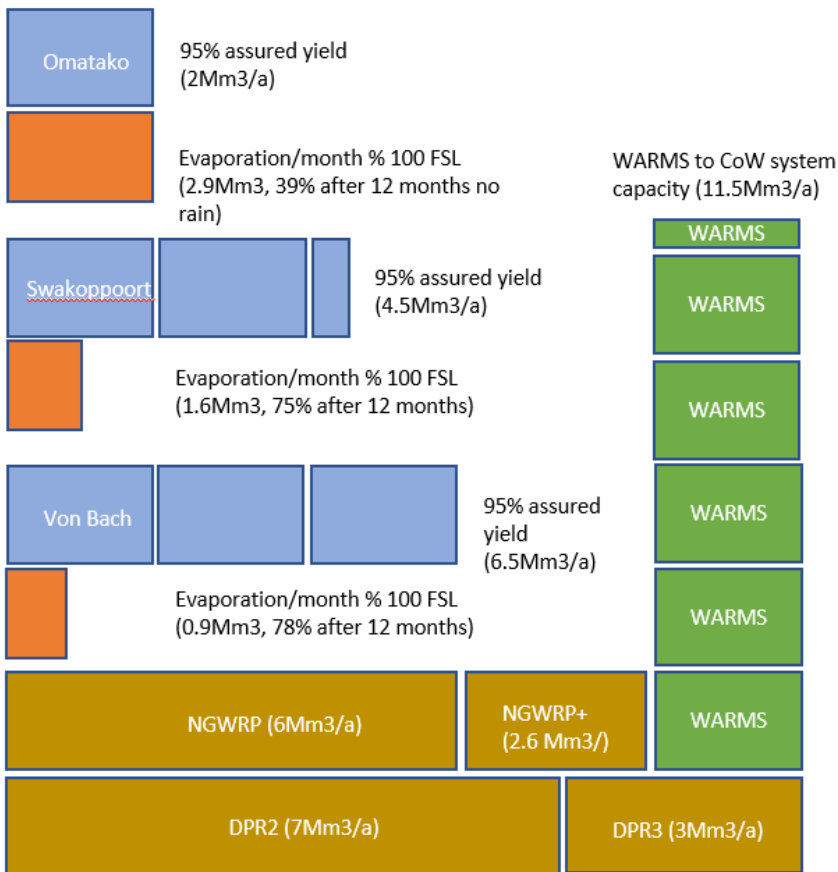 Omatako
95% assured yield
(2Mm3/a)
Evaporation/month % 100 FSL
(2.9Mm3, 39% after 12 months no
rain)
WARMS to CoW system
capacity (11.5Mm3/a)
WARMS
Swakoppoort
95% assured yield
(4.5Mm3/a)
WARMS
Evaporation/month % 100 FSL
(1.6Mm3, 75% after 12 months)
WARMS
Von Bach
95% assured
yield
(6.5Mm3/a)
WARMS
Evaporation/month % 100 FSL
(0.9Mm3, 78% after 12 months)
WARMS
NGWRP (6Mm3/a)
NGWRP+
(2.6 Mm3/)
WARMS
DPR2 (7Mm3/a)
DPR3 (3Mm3/a)